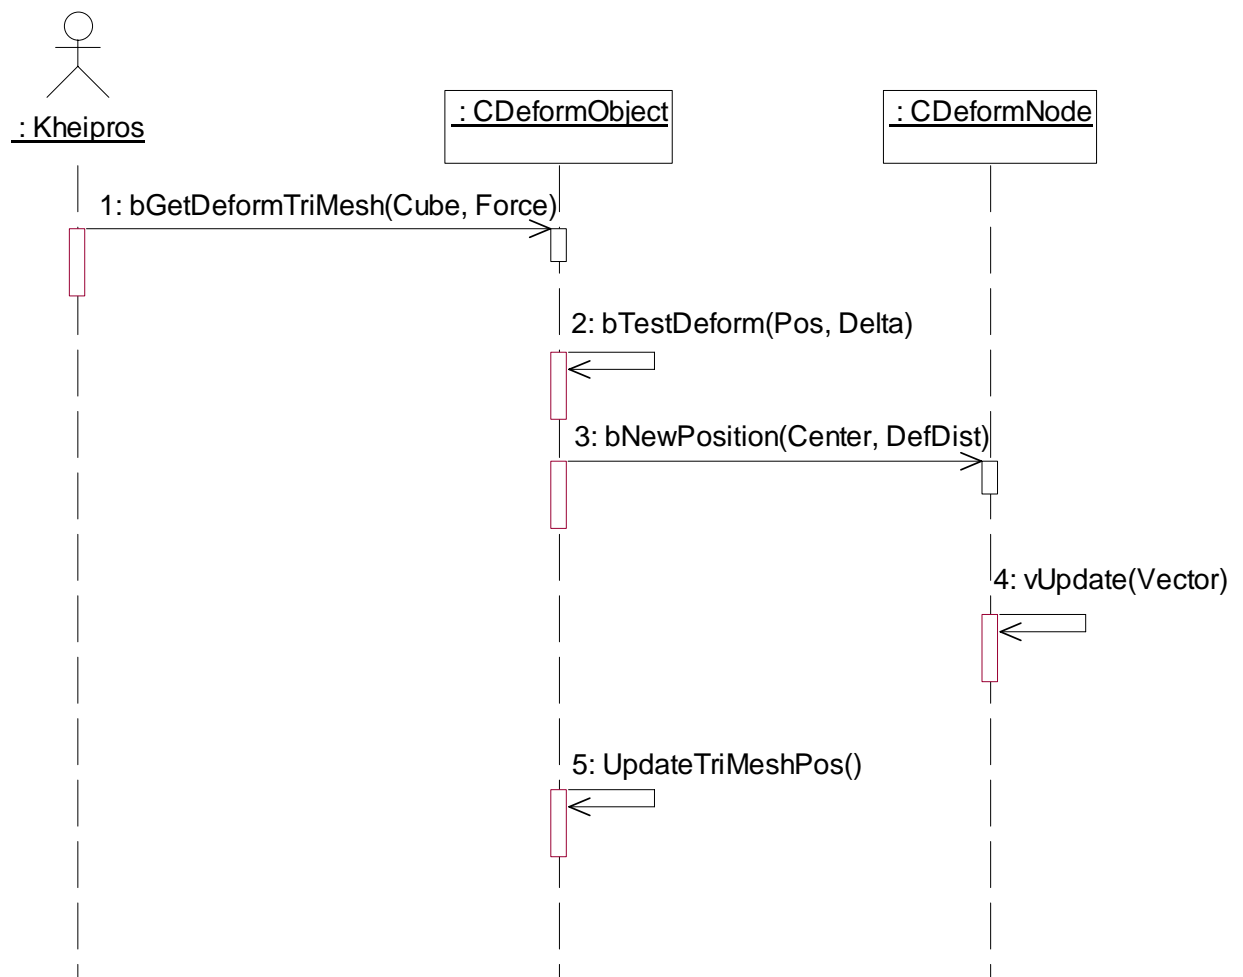 : Kheipros
: CDeformObject
: CDeformNode
1: bGetDeformTriMesh(Cube, Force)
2: bTestDeform(Pos, Delta)
3: bNewPosition(Center, DefDist)
4: vUpdate(Vector)
5: UpdateTriMeshPos()